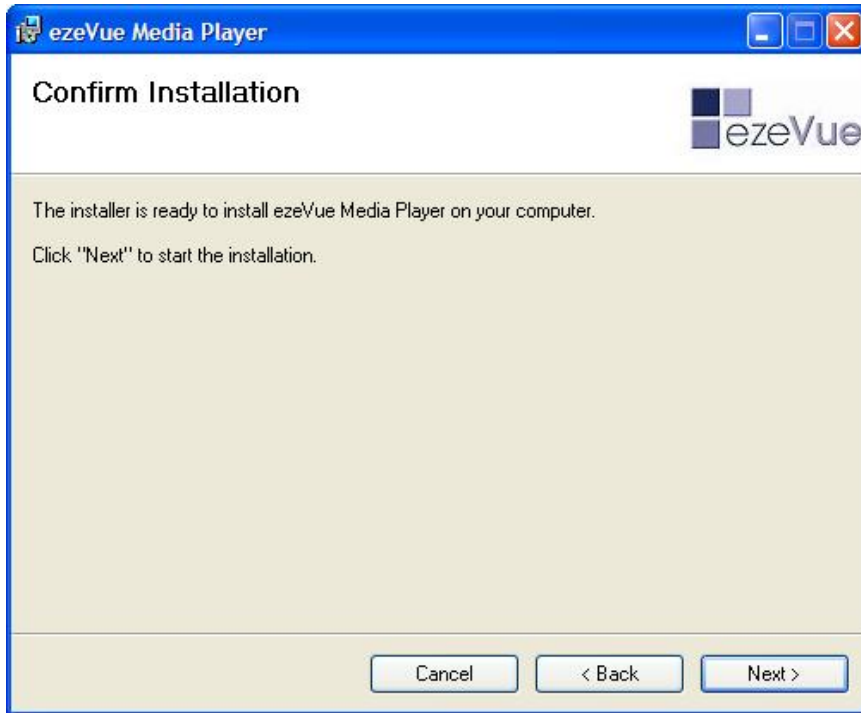 ezeVue Media Player
Confirm Installation
ezeVue
The installer is ready to install ezeVue Media Player on your computer.
Click "Next" to start the installation.
Cancel
< Back
Next >